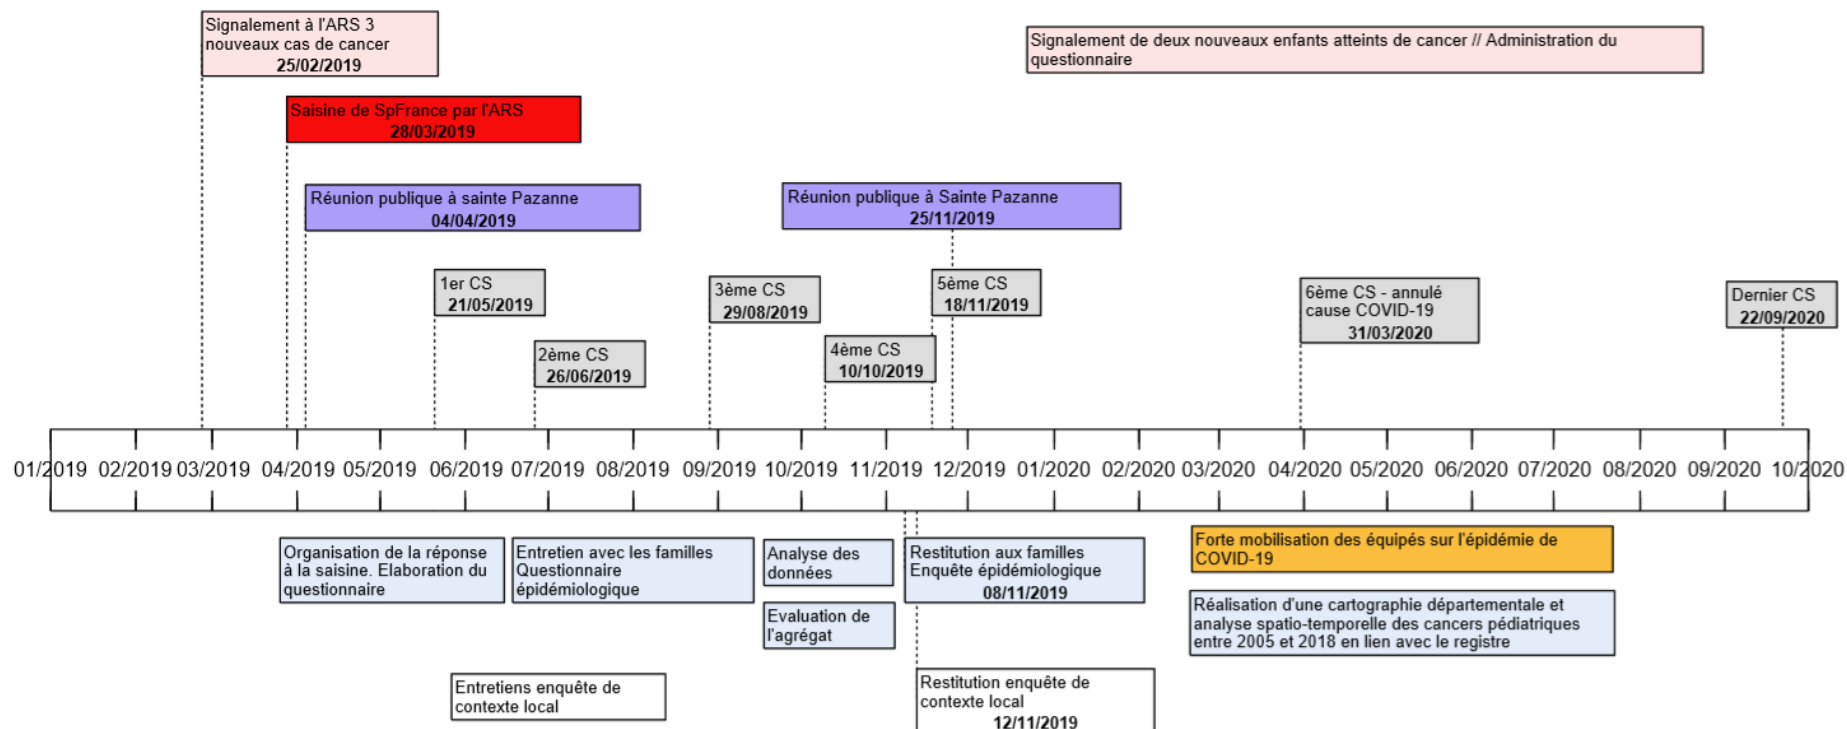 Signalement à l'ARS 3
nouveaux cas de cancer
25/02/2019
Signalement de deux nouveaux enfants atteints de cancer // Administration du
questionnaire
Saisine de SpFrance par l'ARS
28/03/2019
Réunion publique à sainte Pazanne
04/04/2019
Réunion publique à Sainte Pazanne
25/11/2019
1er CS
21/05/2019
2ème CS
26/06/2019
3ème CS
29/08/2019
4ème CS
10/10/2019
5ème CS
18/11/2019
6ème CS - annulé
cause COVID-19
31/03/2020
Dernier CS
22/09/2020
01/2019 02/2019 03/2019 04/2019 05/2019 06/2019 07/2019 08/2019 09/2019 10/2019 11/2019 12/2019 01/2020 02/2020 03/2020 04/2020 05/2020 06/2020 07/2020 08/2020 09/2020 10/2020
Organisation de la réponse
à la saisine. Elaboration du
questionnaire
Entretien avec les familles
Questionnaire
épidémiologique
Analyse des
données
Evaluation de
l'agrégat
Restitution aux familles
Enquête épidémiologique
08/11/2019
Forte mobilisation des équipés sur l'épidémie de
COVID-19
Réalisation d'une cartographie départementale et
analyse spatio-temporelle des cancers pédiatriques
entre 2005 et 2018 en lien avec le registre
Entretiens enquête de
contexte local
Restitution enquête de
contexte local
12/11/2019